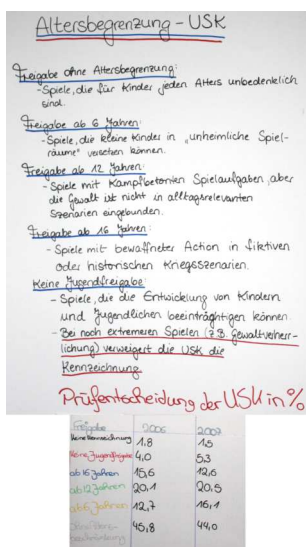 Altersbegrenzung - USK
Freigabe ohne Altersbegrenzung:
- Spiele, die für Kinder jeden Alters unbedenklich
sind.
Freigabe ab 6 Jahren:
- Spiele, die kleine Kinder in „unheimliche Spiel-
räume" versetzen können.
Freigabe ab 12 Jahren:
- Spiele mit Kampfbetonten Spielaufgaben, aber
die Gewalt ist nicht in alltagsrelevanten
Szenarien eingebunden.
Freigabe ab 16 Jahren:
- Spiele mit bewaffneter Action in fiktiven
oder historischen Kriegsszenarien.
Keine Jugendfreigabe
- Spiele, die die Entwicklung von Kindern
und Jugendlichen beeinträchtigen können.
- Bei noch extremeren Spielen (z.B. Gewaltverherr-
lichung) verweigert die USK die
Kennzeichnung.
Prüfentscheidung der USK in %
Freigabe 2006 2007
Keine Kennzeichnung 1,8 1,5
Keine Jugendfreigabe 4,0 5,3
ab 16 Jahren 15,6 12,6
ab 12 Jahren 20,1 20,5
ab 6 Jahren 12,7 16,1
45,8 44,0